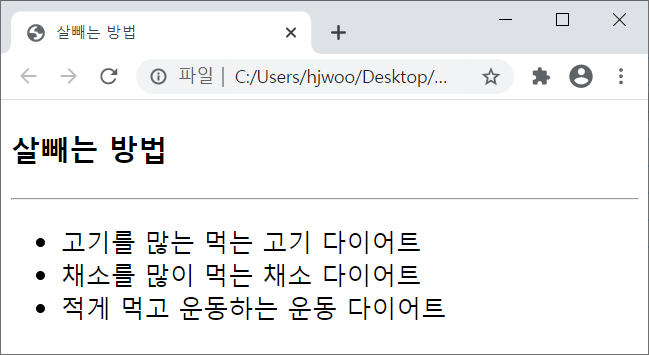 살빼는 방법
파일 | C:/Users/hjwoo/Desktop/...
살빼는 방법
고기를 많는 먹는 고기 다이어트
채소를 많이 먹는 채소 다이어트
적게 먹고 운동하는 운동 다이어트